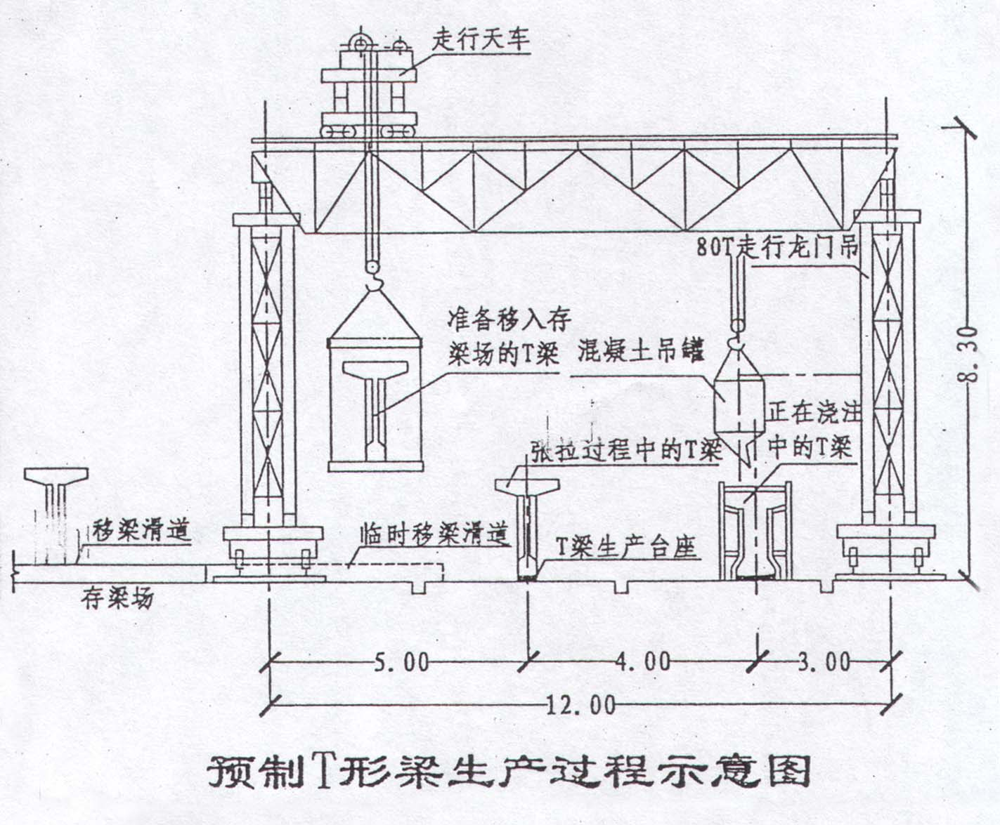 走行天车
80T走行龙门吊
准备移入存
梁场的T梁
混凝土吊罐
8.30
正在浇注
中的T梁
张拉过程中的T梁
移梁滑道
临时移梁滑道
T梁生产台座
存梁场
5.00
4.00
3.00
12.00
预制T形梁生产过程示意图